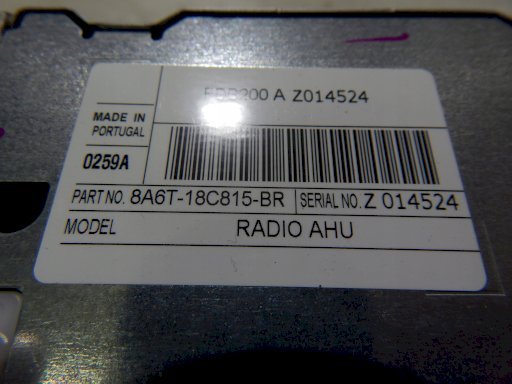 A Z014524
MADE IN
PORTUGAL
0259A
PART NO. 8A6T-18C815-BR SERIAL NO. Z 014524
MODEL RADIO AHU